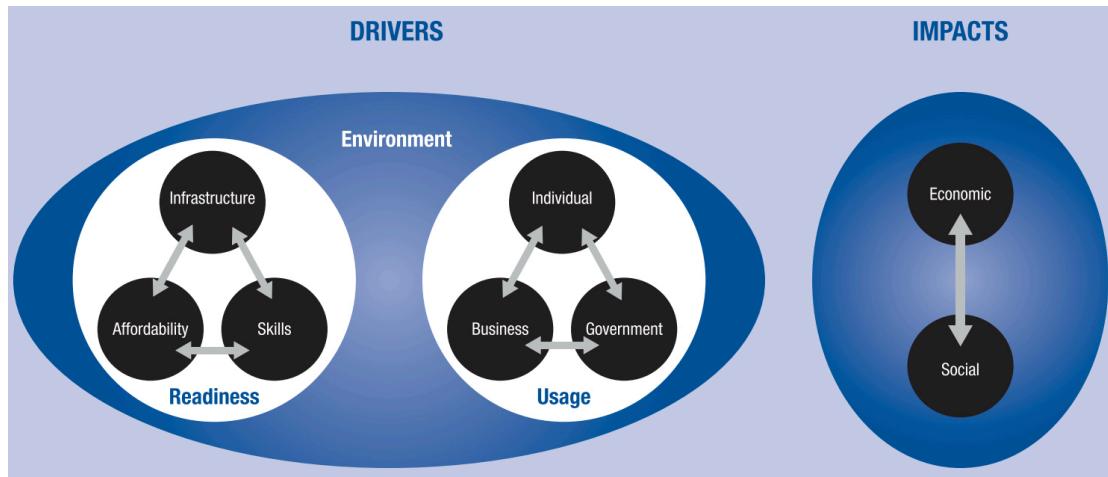 DRIVERS
IMPACTS
Environment
Infrastructure
Affordability
Skills
Readiness
Individual
Business
Government
Usage
Economic
Social